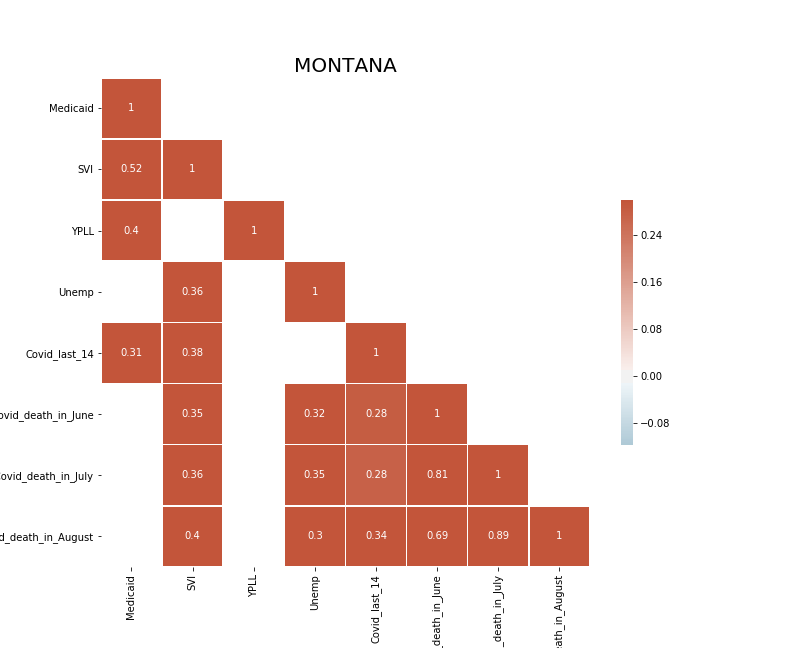 MONTANA
Medicaid 1
SVI 0.52 1
YPLL 0.4 1
Unemp 0.36 1
Covid_last_14 0.31 0.38 1
ovid_death_in_June 0.35 0.32 0.28 1
ovid_death_in_July 0.36 0.35 0.28 0.81 1
d_death_in_August 0.4 0.3 0.34 0.69 0.89 1
Medicaid
SVI
YPLL
Unemp
Covid_last_14
_death_in_June
_death_in_July
eath_in_August
0.24
0.16
0.08
0.00
−0.08